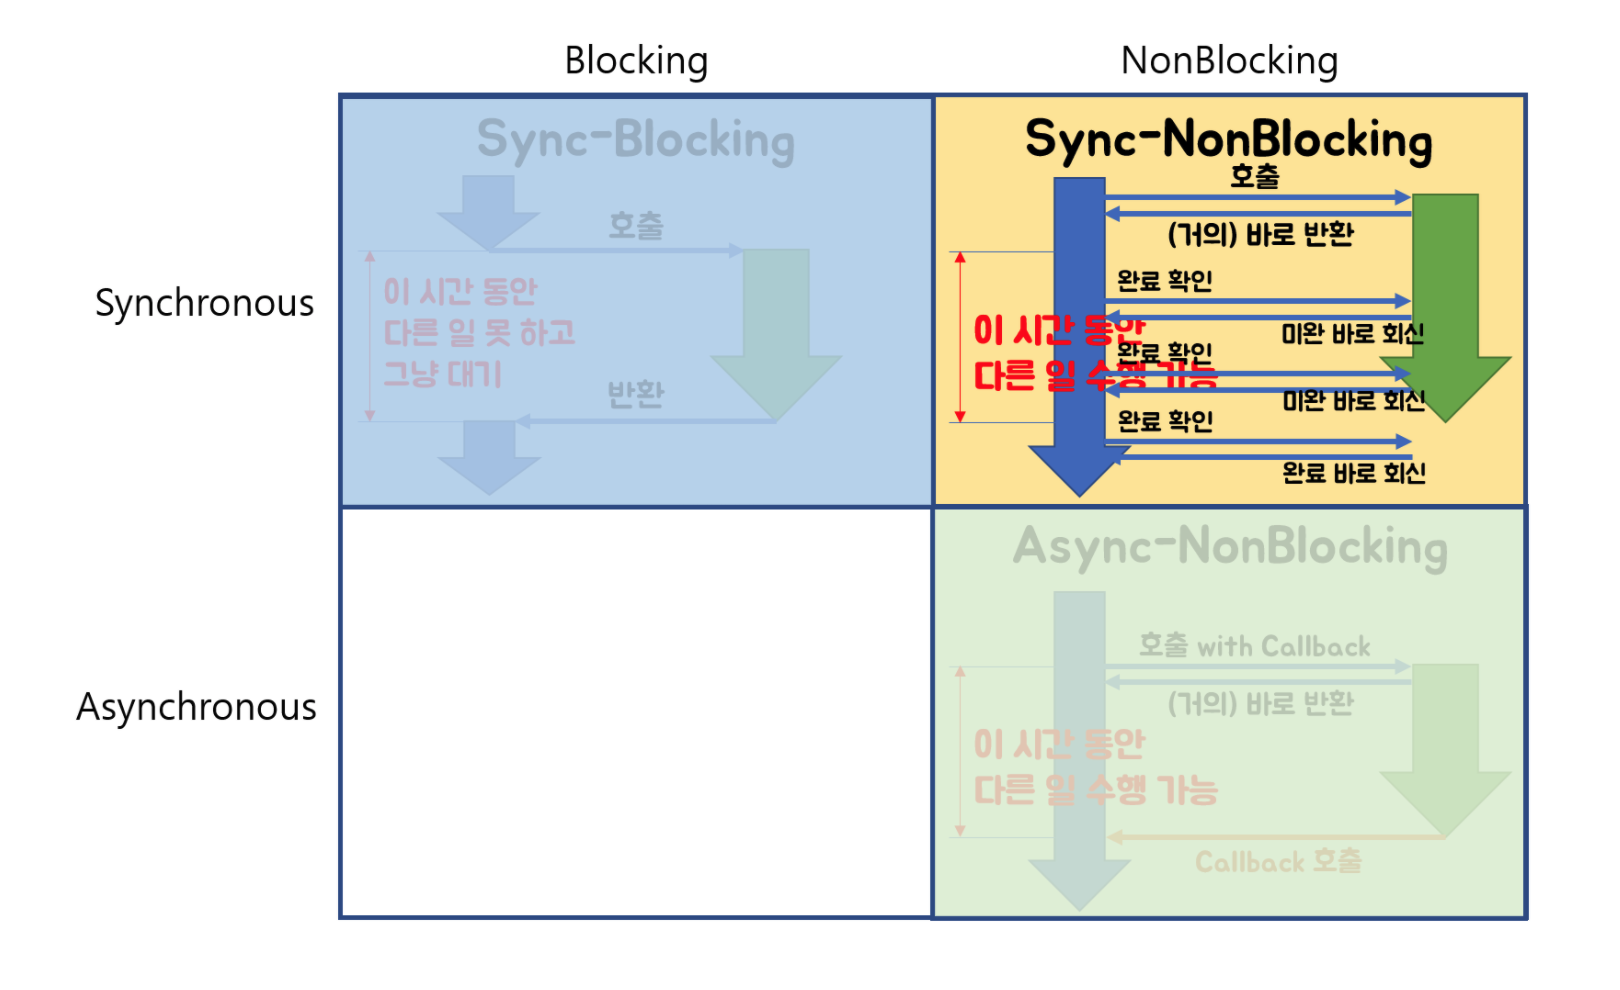 Blocking
NonBlocking
Synchronous
Asynchronous
Sync-Blocking
호출
이 시간 동안
다른 일 못 하고
그냥 대기
반환
Sync-NonBlocking
호출
(거의) 바로 반환
완료 확인
이 시간 동안
다른 일 수행 가능
미완 바로 회신
완료 확인
미완 바로 회신
완료 확인
완료 바로 회신
Async-NonBlocking
호출 with Callback
(거의) 바로 반환
이 시간 동안
다른 일 수행 가능
Callback 호출